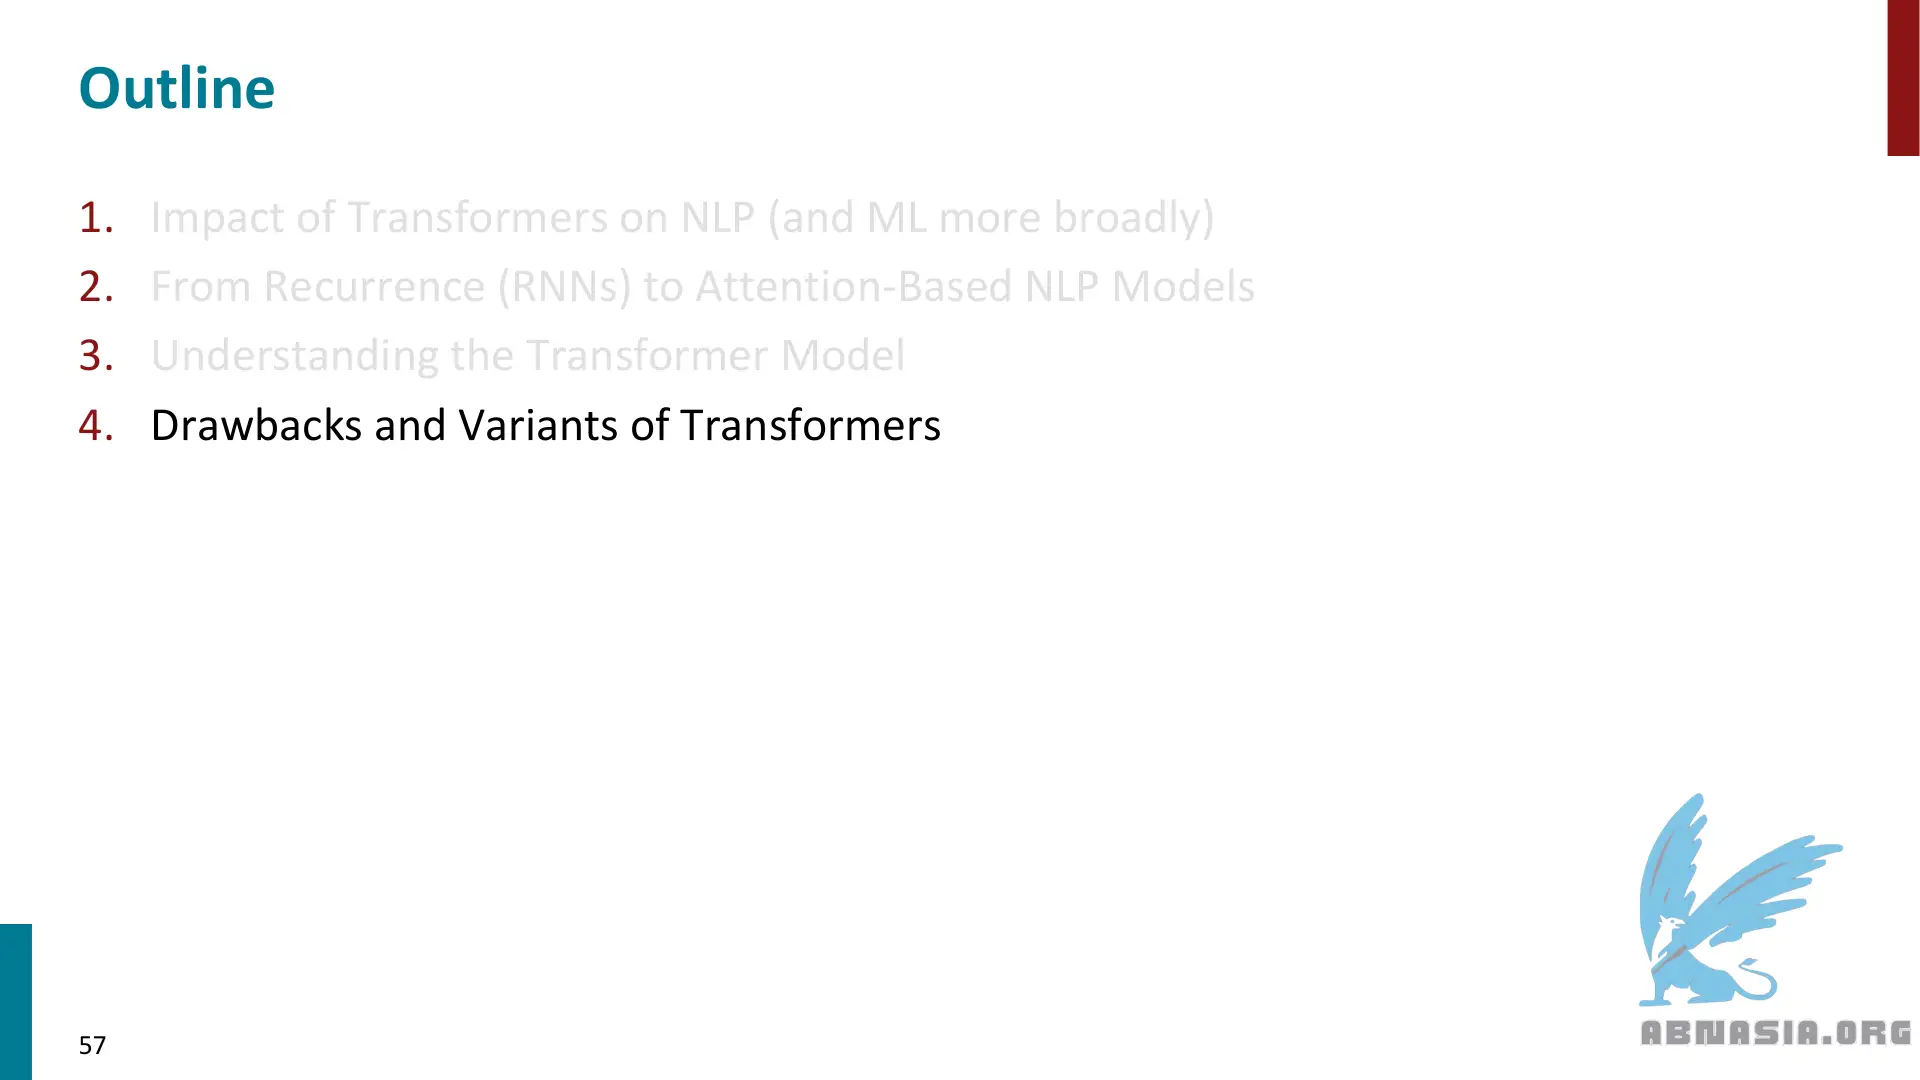 Outline
1. Impact of Transformers on NLP (and ML more broadly)
2. From Recurrence (RNNs) to Attention-Based NLP Models
3. Understanding the Transformer Model
4. Drawbacks and Variants of Transformers
57
ABNASIA.ORG